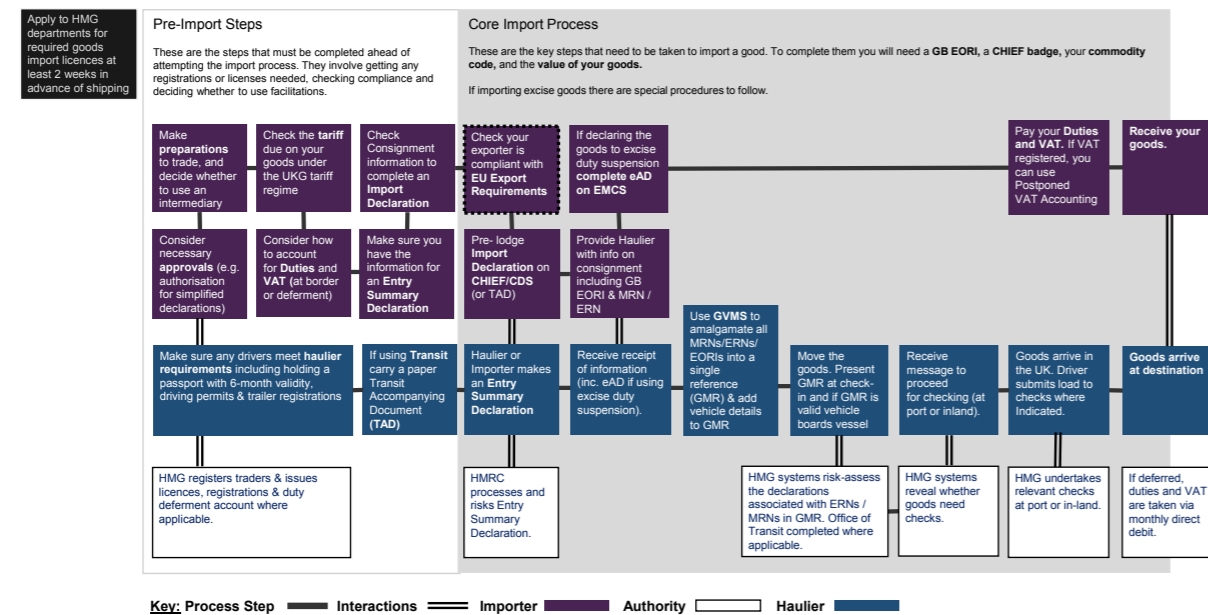 Apply to HMG
departments for
required goods
import licences at
least 2 weeks in
advance of shipping
Pre-Import Steps
These are the steps that must be completed ahead of
attempting the import process. They involve getting any
registrations or licenses needed, checking compliance and
deciding whether to use facilitations.
Core Import Process
These are the key steps that need to be taken to import a good. To complete them you will need a GB EORI, a CHIEF badge, your commodity
code, and the value of your goods.
If importing excise goods there are special procedures to follow.
Make
preparations
to trade, and
decide whether
to use an
intermediary
Check the tariff
due on your
goods under
the UKG tariff
regime
Check
Consignment
information to
complete an
Import
Declaration
Check your
exporter is
compliant with
EU Export
Requirements
If declaring the
goods to excise
duty suspension
complete eAD
on EMCS
Pay your Duties
and VAT. If VAT
registered, you
can use
Postponed
VAT Accounting
Receive your
goods.
Consider
necessary
approvals (e.g.
authorisation
for simplified
declarations)
Consider how
to account
for Duties and
VAT (at border
or deferment)
Make sure you
have the
information for
an Entry
Summary
Declaration
Pre- lodge
Import
Declaration on
CHIEF/CDS
(or TAD)
Provide Haulier
with info on
consignment
including GB
EORI & MRN /
ERN
Make sure any drivers meet haulier
requirements including holding a
passport with 6-month validity,
driving permits & trailer registrations
If using Transit
carry a paper
Transit
Accompanying
Document
(TAD)
Haulier or
Importer makes
an Entry
Summary
Declaration
Receive receipt
of information
(inc. eAD if using
excise duty
suspension).
Use GVMS to
amalgamate all
MRNs/ERNs/
EORIs into a
single
reference
(GMR) & add
vehicle details
to GMR
Move the
goods. Present
GMR at check-
in and if GMR is
valid vehicle
boards vessel
Receive
message to
proceed
for checking (at
port or inland).
Goods arrive in
the UK. Driver
submits load to
checks where
Indicated.
Goods arrive
at destination
HMG registers traders & issues
licences, registrations & duty
deferment account where
applicable.
HMRC
processes and
risks Entry
Summary
Declaration.
HMG systems risk-assess
the declarations
associated with ERNs /
MRNs in GMR. Office of
Transit completed where
applicable.
HMG systems
reveal whether
goods need
checks.
HMG undertakes
relevant checks
at port or in-land.
If deferred,
duties and VAT
are taken via
monthly direct
debit.
Key: Process Step Interactions Importer Authority Haulier